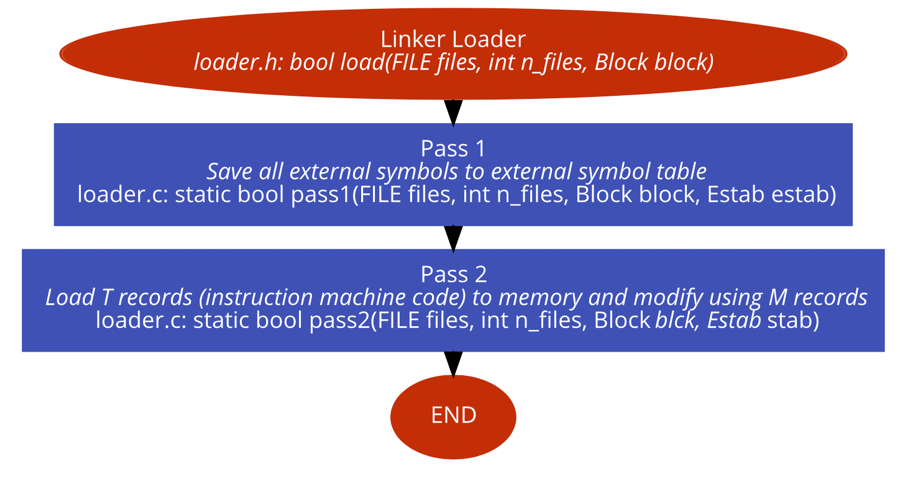 Linker Loader
loader.h: bool load(FILE files, int n_files, Block block)
Pass 1
Save all external symbols to external symbol table
loader.c: static bool pass1(FILE files, int n_files, Block block, Estab estab)
Pass 2
Load T records (instruction machine code) to memory and modify using M records
loader.c: static bool pass2(FILE files, int n_files, Block blck, Estab stab)
END